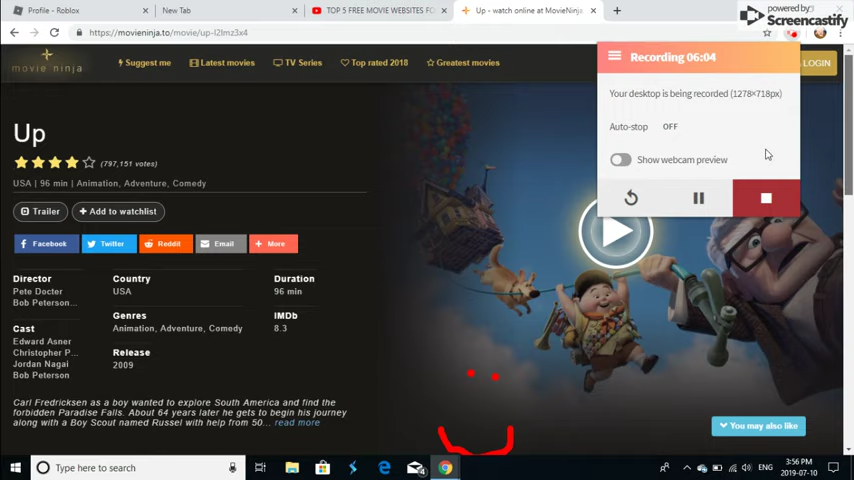 Profile - Roblox
New Tab
TOP 5 FREE MOVIE WEBSITES FO
Up - watch online at MovieNinja
powered by
Screencastify
https://movieninja.to/movie/up-l2lmz3x4
movie ninja
Suggest me
Latest movies
TV Series
Top rated 2018
Greatest movies
LOGIN
Recording 06:04
Your desktop is being recorded (1278×718px)
Auto-stop OFF
Show webcam preview
Up
(797,151 votes)
USA | 96 min | Animation, Adventure, Comedy
Trailer
+ Add to watchlist
Facebook
Twitter
Reddit
Email
+ More
Director
Pete Docter
Bob Peterson...
Cast
Edward Asner
Christopher P...
Jordan Nagai
Bob Peterson
Country
USA
Genres
Animation, Adventure, Comedy
Release
2009
Duration
96 min
IMDb
8.3
Carl Fredricksen as a boy wanted to explore South America and find the
forbidden Paradise Falls. About 64 years later he gets to begin his journey
along with a Boy Scout named Russel with help from 50... read more
You may also like
Type here to search
4
ENG
3:56 PM
2019-07-10